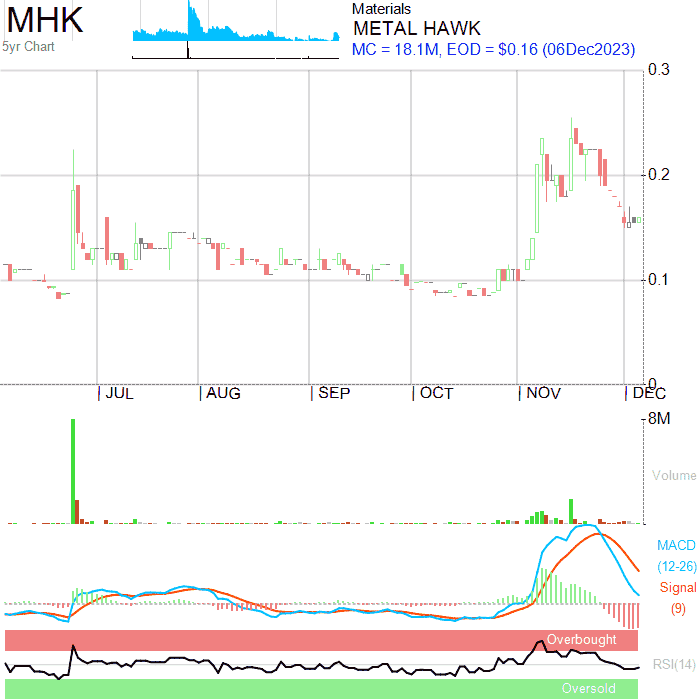 MHK
5yr Chart
Materials
METAL HAWK
MC = 18.1M, EOD = $0.16 (06Dec2023)
0.3
0.2
0.1
0
JUL AUG SEP OCT NOV DEC
8M
Volume
MACD
(12-26)
Signal
(9)
Overbought
RSI(14)
Oversold